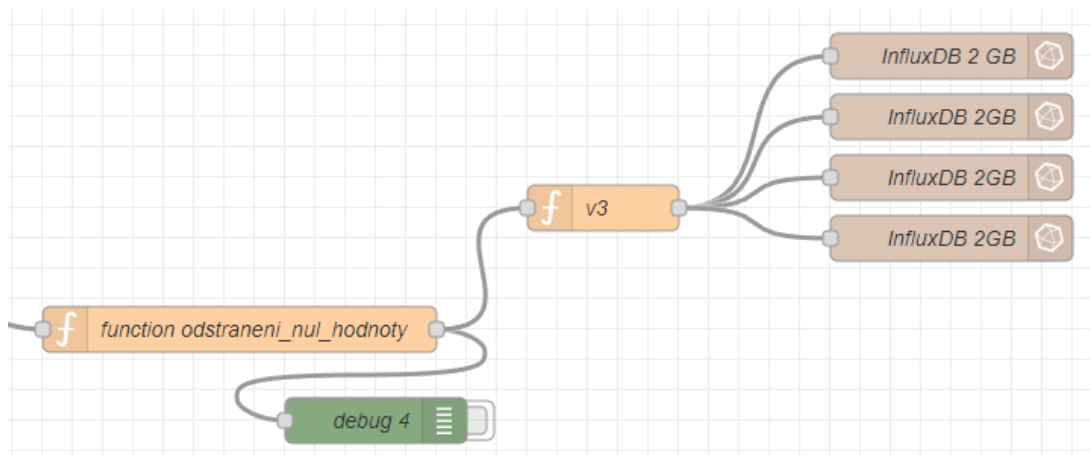 InfluxDB 2 GB
InfluxDB 2GB
InfluxDB 2GB
v3
InfluxDB 2GB
function odstraneni_nul_hodnoty
debug 4